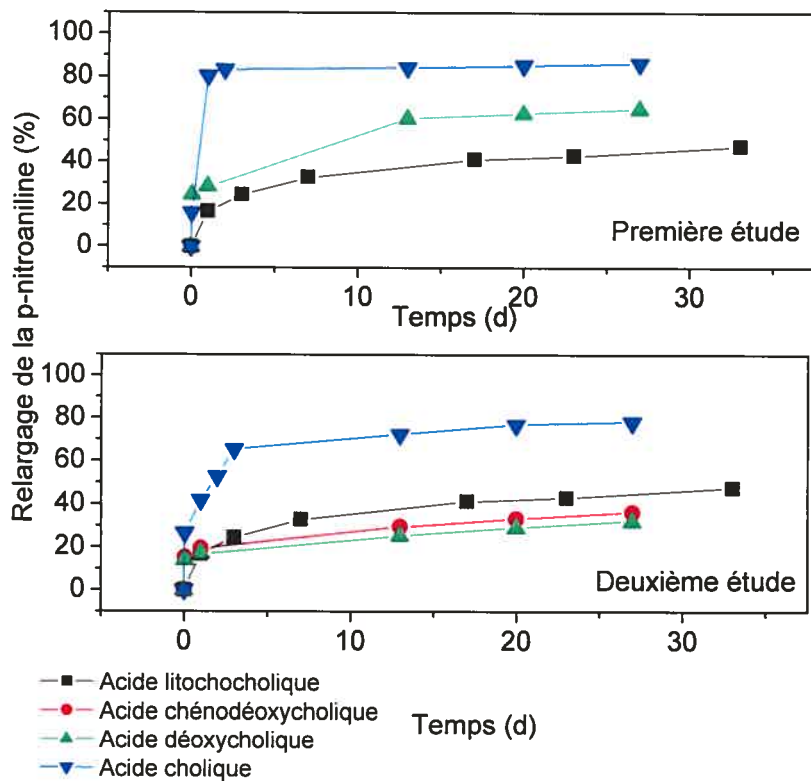 Relargage de la p-nitroaniline (%)
100
80
60
40
20
0
Première étude
0
10
20
30
Temps (d)
100
80
60
40
20
0
Deuxième étude
0
10
20
30
Acide litochocholique
Acide chénodéoxycholique
Acide déoxycholique
Acide cholique
Temps (d)